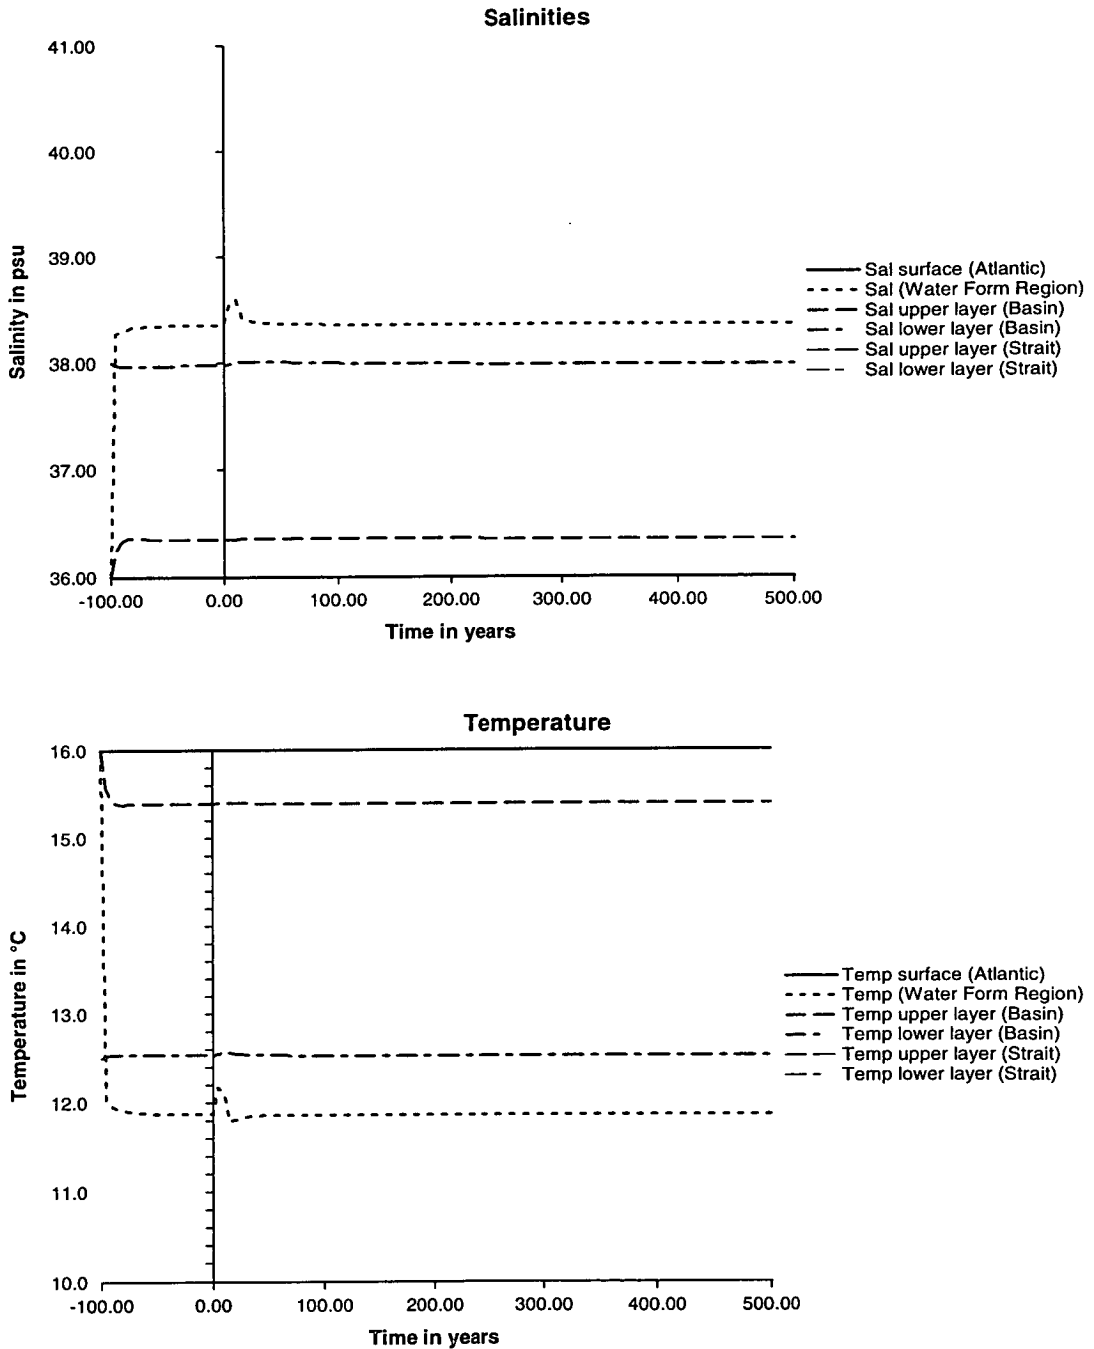 Salinities
41.00
40.00
39.00
38.00
37.00
36.00
Salinity in psu
-100.00 0.00 100.00 200.00 300.00 400.00 500.00
Time in years
Sal surface (Atlantic)
Sal (Water Form Region)
Sal upper layer (Basin)
Sal lower layer (Basin)
Sal upper layer (Strait)
Sal lower layer (Strait)
Temperature
16.0
15.0
14.0
13.0
12.0
11.0
10.0
Temperature in °C
-100.00 0.00 100.00 200.00 300.00 400.00 500.00
Time in years
Temp surface (Atlantic)
Temp (Water Form Region)
Temp upper layer (Basin)
Temp lower layer (Basin)
Temp upper layer (Strait)
Temp lower layer (Strait)